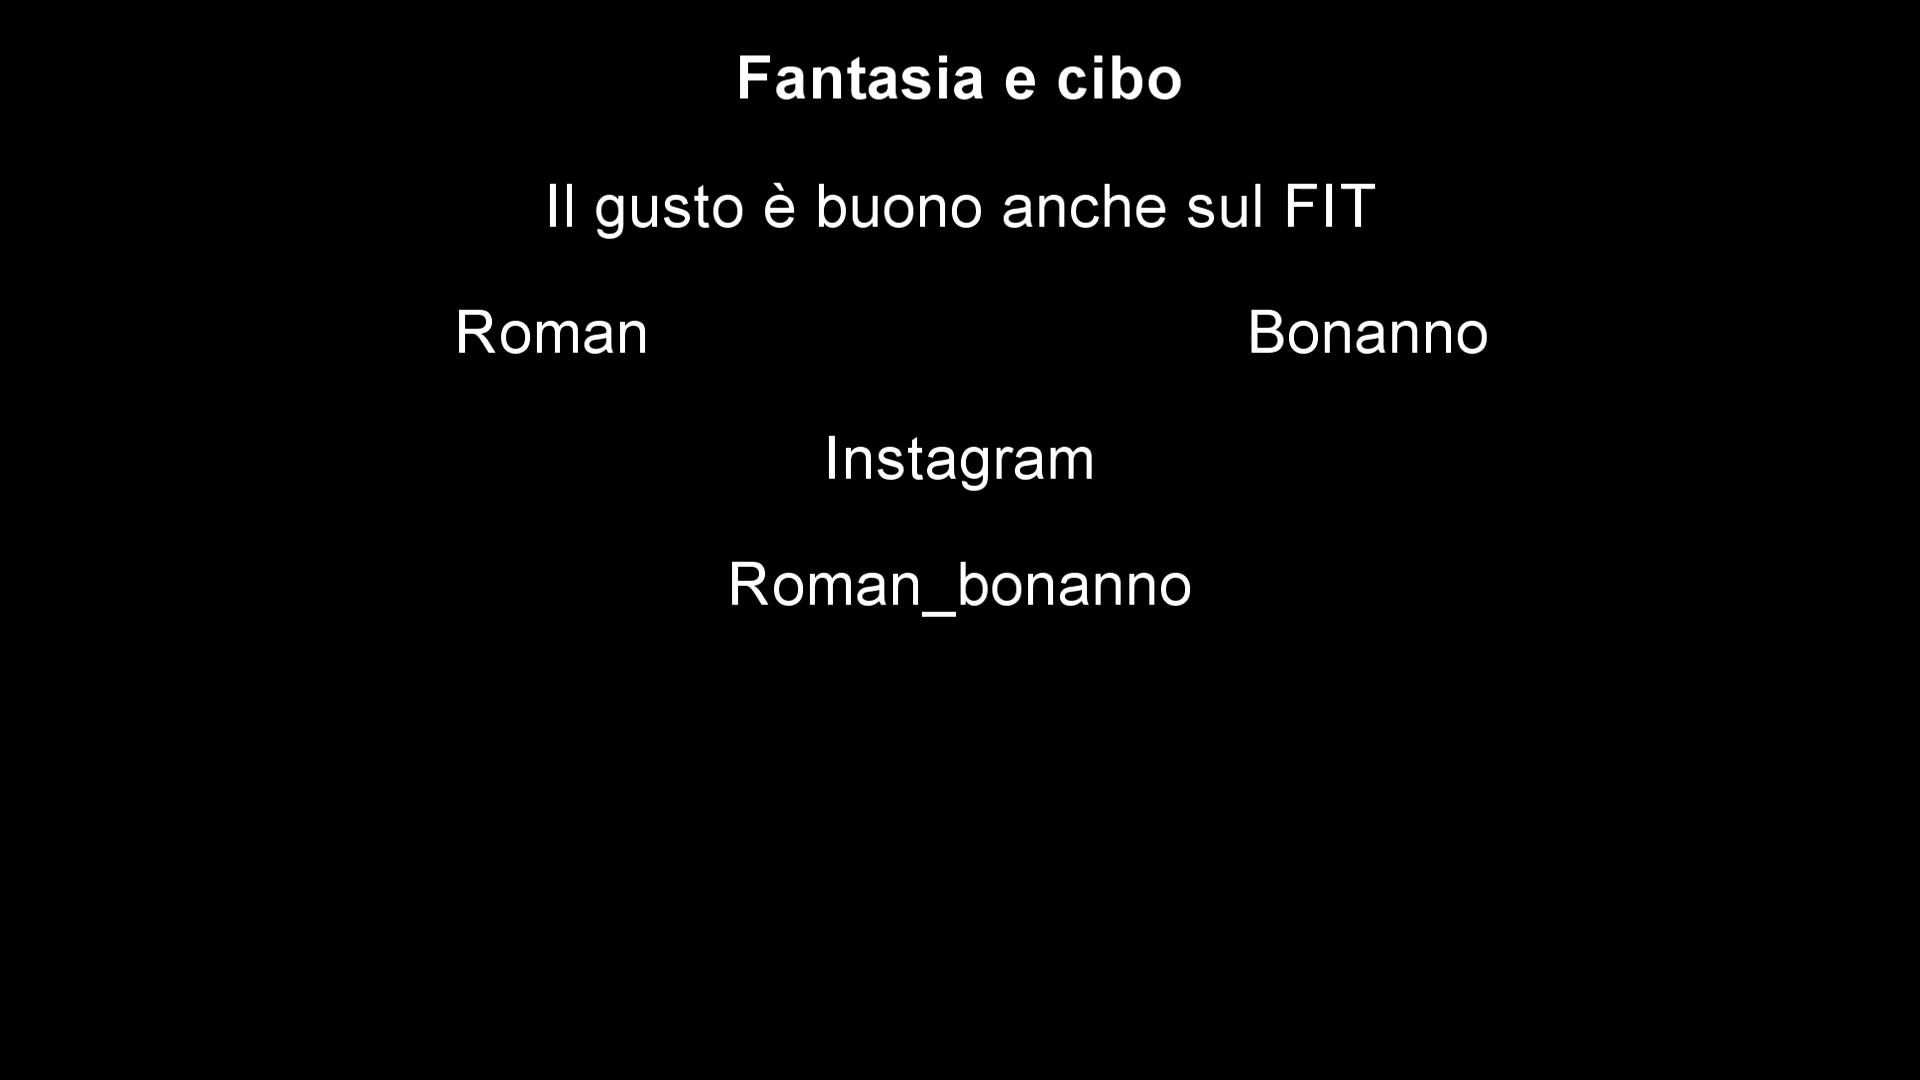 Fantasia e cibo
Il gusto è buono anche sul FIT
Roman Bonanno
Instagram
Roman_bonanno